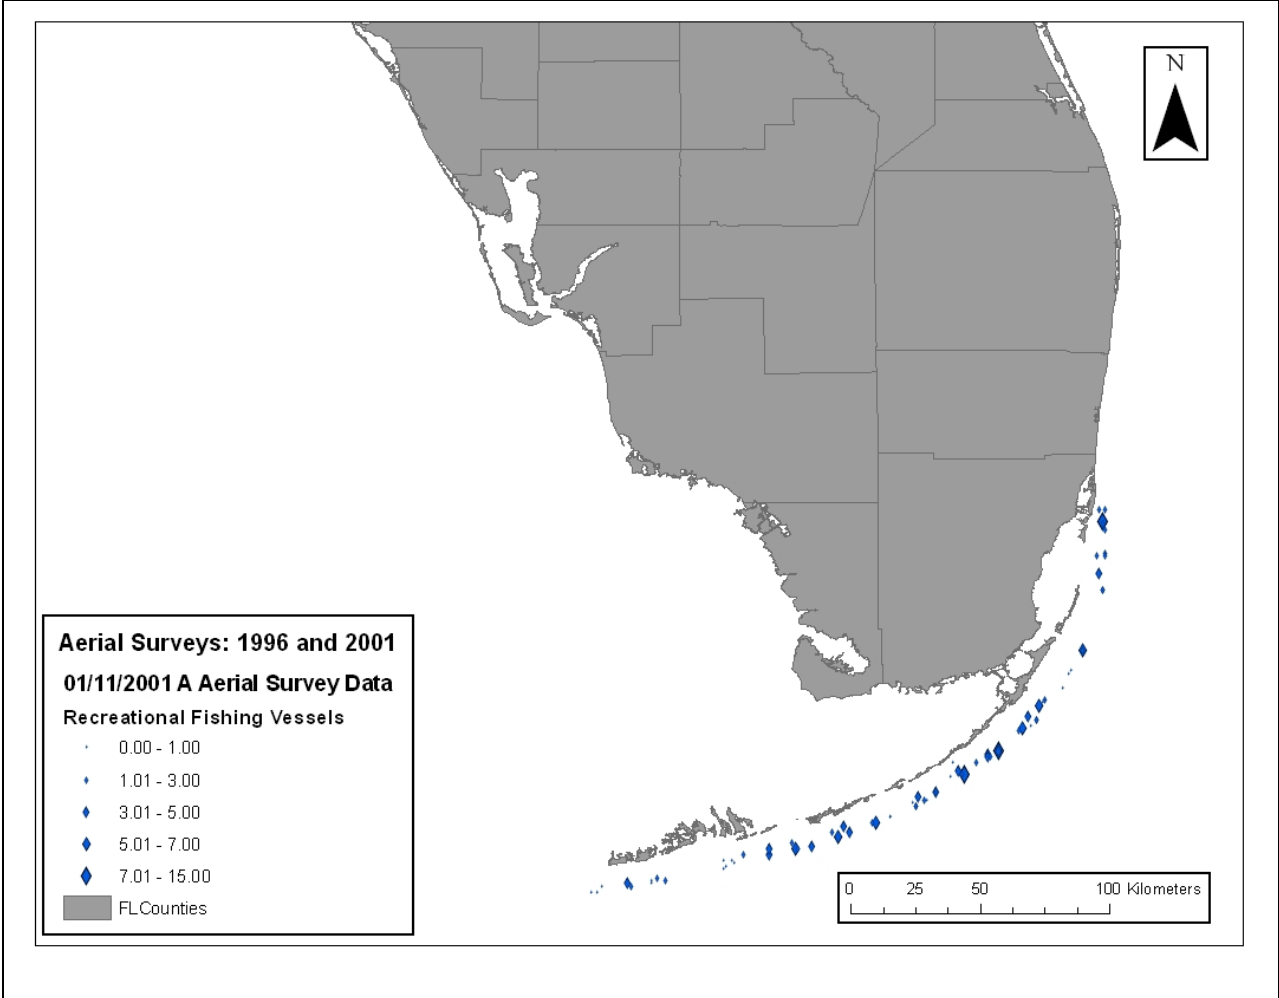 N
Aerial Surveys: 1996 and 2001
01/11/2001 A Aerial Survey Data
Recreational Fishing Vessels
0.00 - 1.00
1.01 - 3.00
3.01 - 5.00
5.01 - 7.00
7.01 - 15.00
FLCounties
0 25 50 100 Kilometers